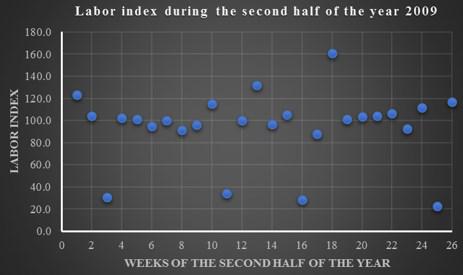 Labor index during the second half of the year 2009
180.0
160.0
140.0
120.0
100.0
80.0
60.0
40.0
20.0
0.0
LABOR INDEX
0 2 4 6 8 10 12 14 16 18 20 22 24 26
WEEKS OF THE SECOND HALF OF THE YEAR